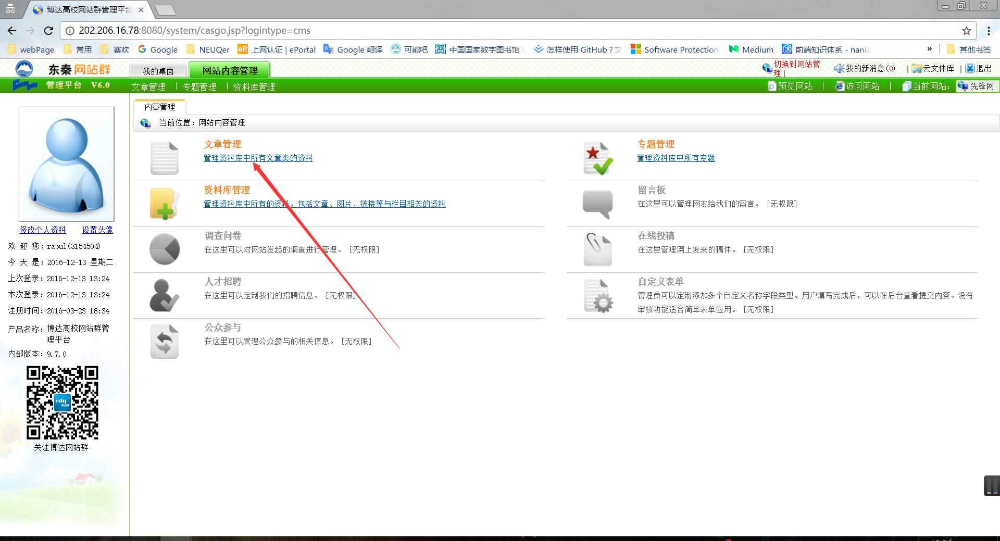 博达高校网站群管理平台
202.206.16.78:8080/system/casgo.jsp?logintype=cms
webPage 常用 赛欢 Google NEUQer 上网认证 | ePortal Google 翻译 可能吧 中国国家数字图书馆 怎样使用 GitHub ? 文 Software Protection Medium 前端知识体系 - naniJs » 其他书签
东秦 网站群
管理平台 V6.0
我的桌面 网站内容管理
切换到网站管
理 | 我的新消息(0) | 云文件库 | 退出
文章管理 | 专题管理 | 资料库管理
预览网站 | 访问网站 | 当前网站： 先锋网
内容管理
当前位置：网站内容管理
修改个人资料 设置头像
欢 迎 您：raoul(3154504)
今 天 是：2016-12-13 星期二
上次登录：2016-12-13 13:24
本次登录：2016-12-13 13:24
注册时间：2016-03-23 18:34
产品名称：博达高校网站群管
理平台
内部版本：9.7.0
edu
关注博达网站群
文章管理
管理资料库中所有文章类的资料
专题管理
管理资料库中所有专题
资料库管理
管理资料库中所有的资料，包括文章、图片、链接等与栏目相关的资料
留言板
在这里可以管理网友给我们的留言。 [无权限]
调查问卷
在这里可以对网站发起的调查进行管理。 [无权限]
在线投稿
在这里管理网上发来的稿件。 [无权限]
人才招聘
在这里可以定制我们的招聘信息。 [无权限]
自定义表单
管理员可以定制添加多个自定义名称字段类型。用户填写完成后，可以在后台查看提交内容。没有
审核功能适合简单表单应用。 [无权限]
公众参与
在这里可以管理公众参与的相关信息。 [无权限]